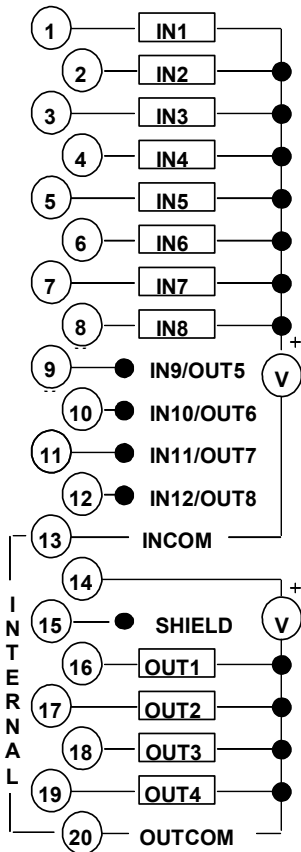 1 IN1
2 IN2
3 IN3
4 IN4
5 IN5
6 IN6
7 IN7
8 IN8
+
9 IN9/OUT5 V
10 IN10/OUT6
11 IN11/OUT7
12 IN12/OUT8
13 INCOM
14
+
15 SHIELD V
16 OUT1
17 OUT2
18 OUT3
19 OUT4
20 OUTCOM
INTERNAL